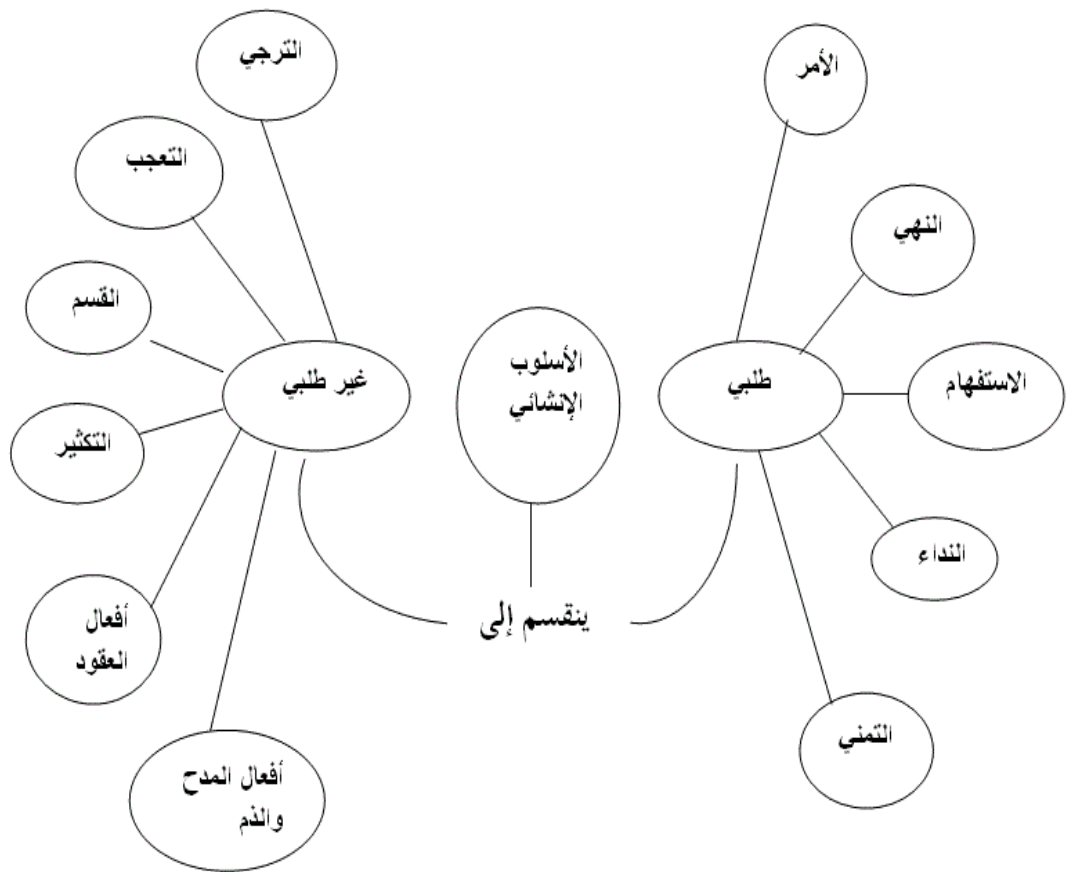 الأسلوب
الإنشائي
ينقسم إلى
طلبي
الأمر
النهي
الاستفهام
النداء
التمني
غير طلبي
الترجي
التعجب
القسم
التكثير
أفعال
العقود
أفعال المدح
والذم